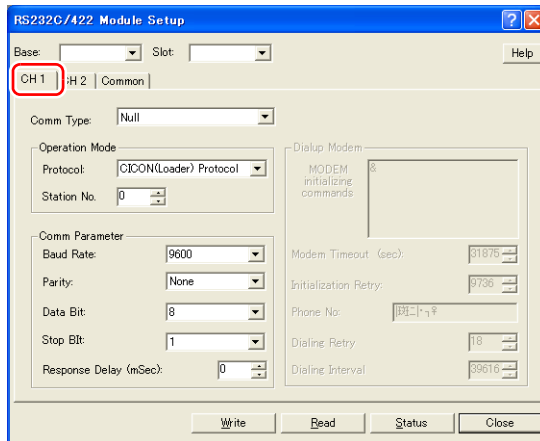 RS232C/422 Module Setup
Base: Slot: Help
CH 1 CH 2 Common
Comm Type: Null
Operation Mode
Protocol: CICON(Loader) Protocol
Station No. 0
Comm Parameter
Baud Rate: 9600
Parity: None
Data Bit: 8
Stop BIt: 1
Response Delay (mSec): 0
Dialup Modem
MODEM
initializing
commands
&
Modem Timeout (sec): 31875
Initialization Retry: 9736
Phone No:
Dialing Retry 18
Dialing Interval 39616
Write Read Status Close